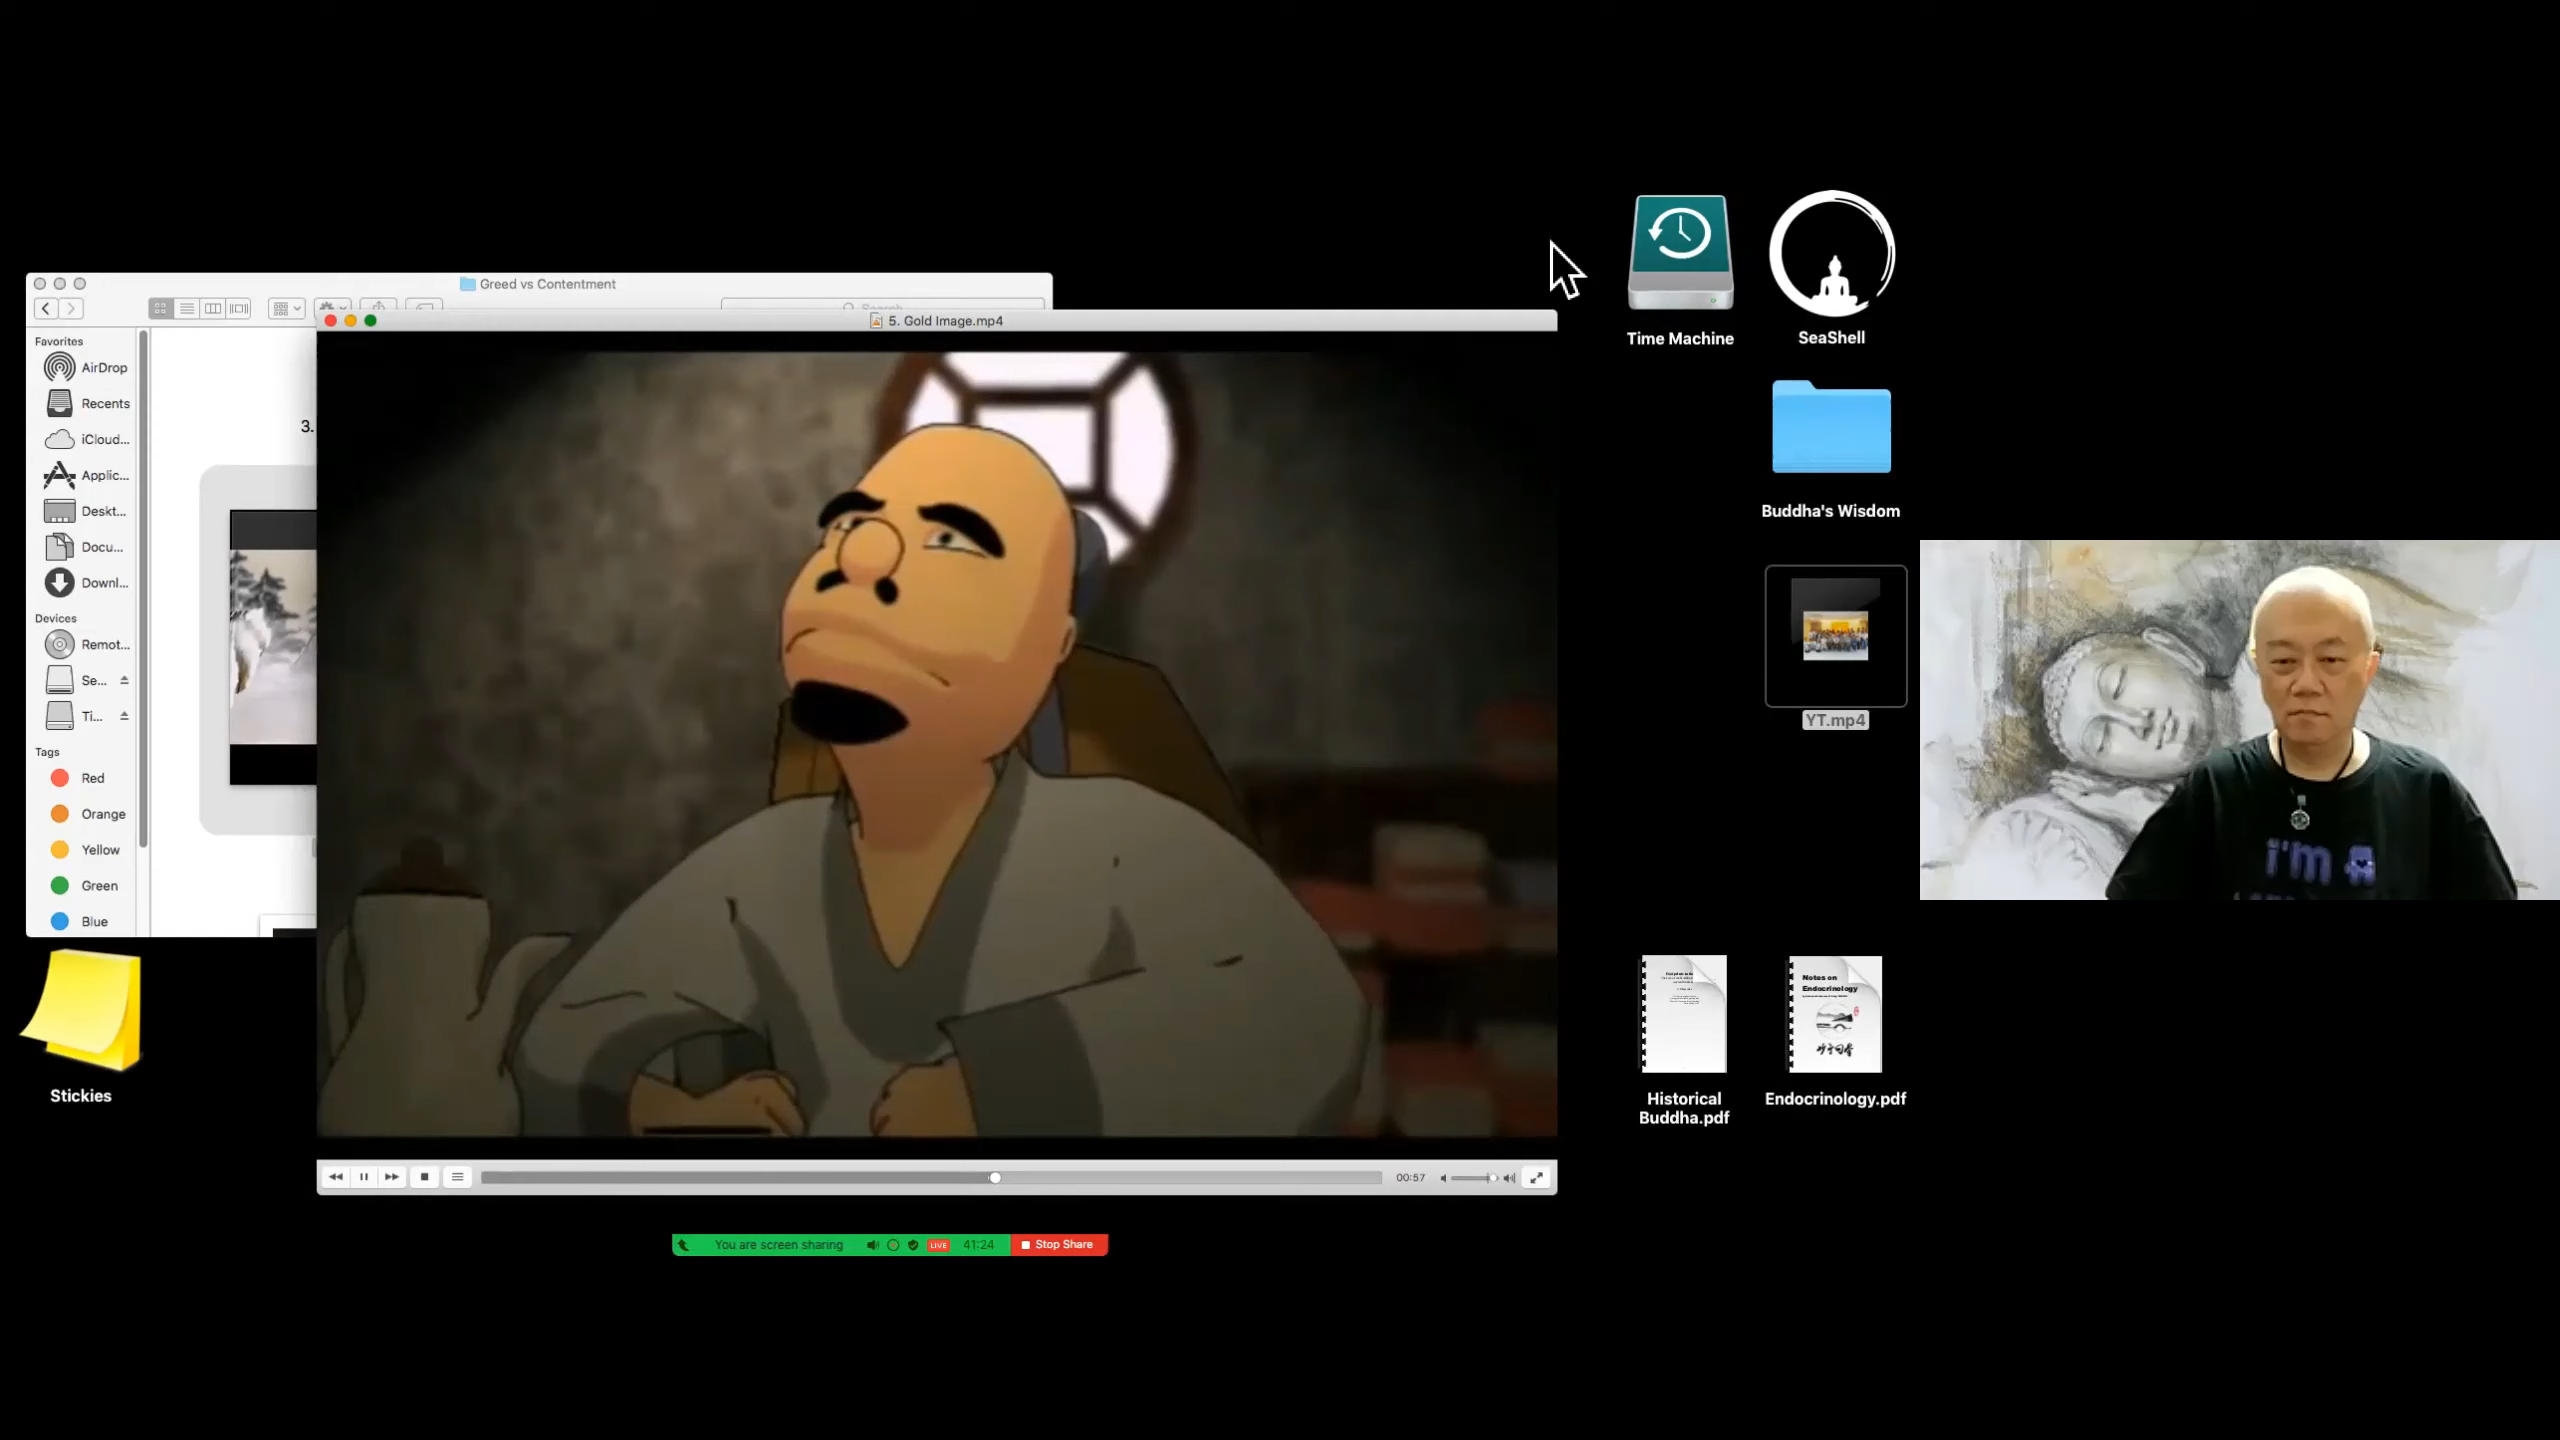 Greed vs Contentment
Search
5. Gold Image.mp4
Favorites
AirDrop
Recents
iCloud...
Applic...
Deskt...
Docu...
Downl...
Devices
Remot...
Se...
Ti...
Tags
Red
Orange
Yellow
Green
Blue
3.
Stickies
Time Machine
SeaShell
Buddha's Wisdom
YT.mp4
i'm A
Notes on
Endocrinology
Historical
Buddha.pdf
Endocrinology.pdf
00:57
You are screen sharing
LIVE
41:24
Stop Share